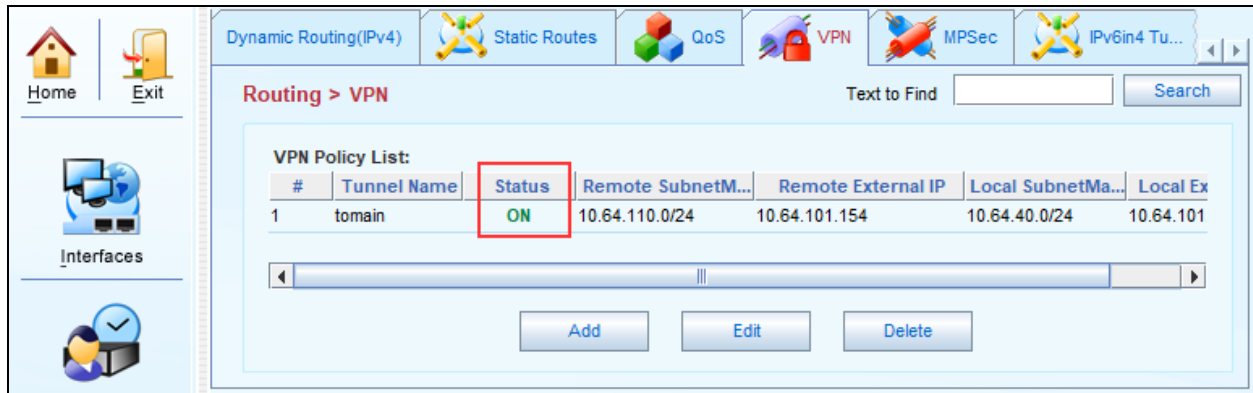 Home
Exit
Interfaces
Dynamic Routing(IPv4) Static Routes QoS VPN MPSec IPv6in4 Tu...
Routing > VPN Text to Find Search
VPN Policy List:
# Tunnel Name Status Remote SubnetM... Remote External IP Local SubnetMa... Local Ex
1 tomain ON 10.64.110.0/24 10.64.101.154 10.64.40.0/24 10.64.101
Add Edit Delete